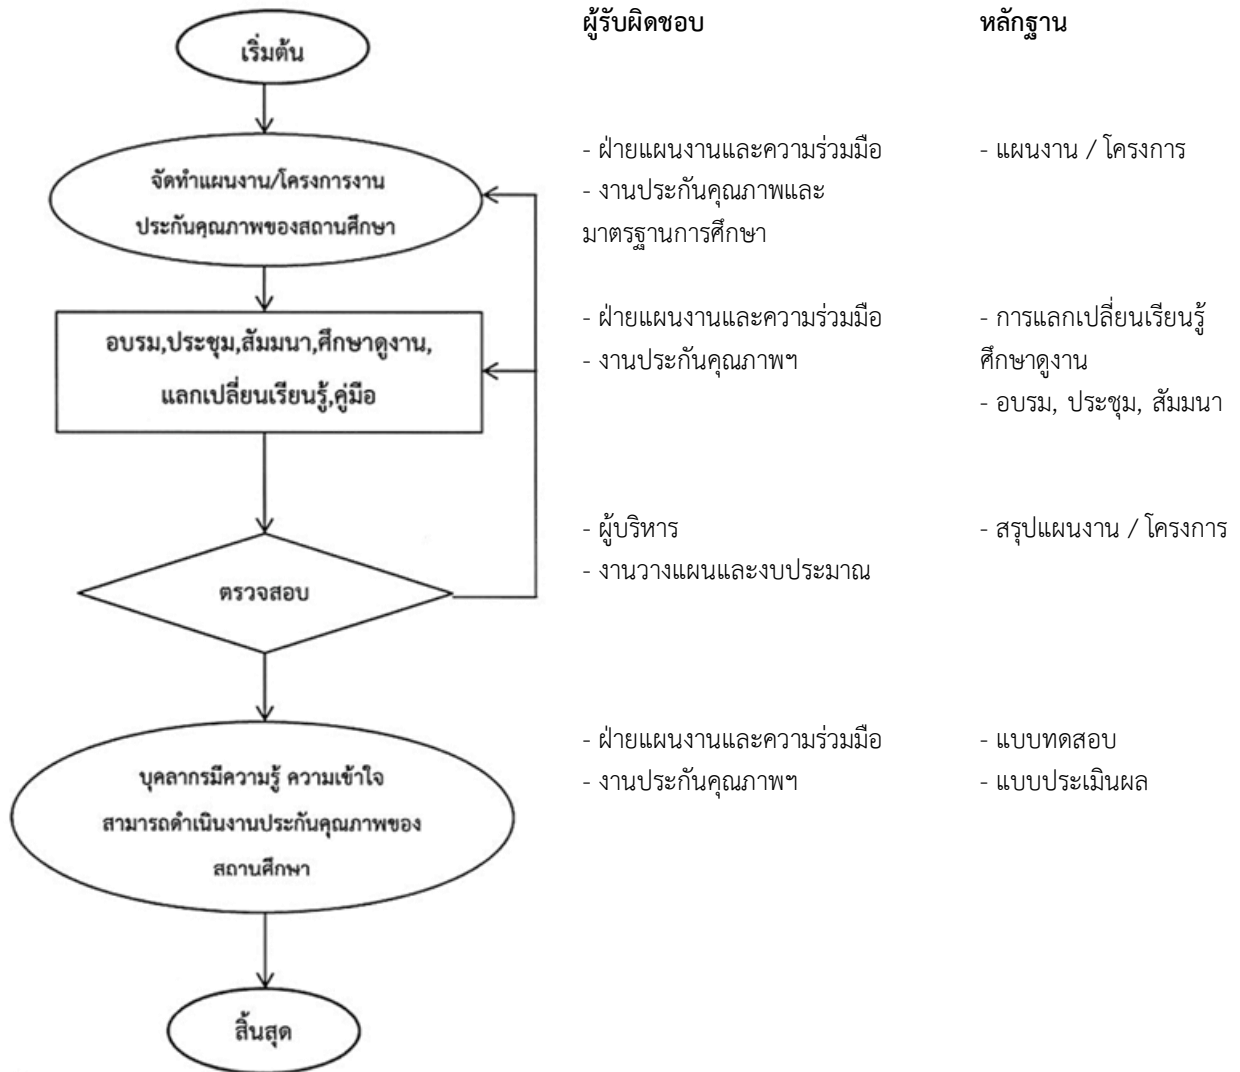 ผู้รับผิดชอบ
หลักฐาน
เริ่มต้น
จัดทำแผนงาน/โครงการงาน
ประกันคุณภาพของสถานศึกษา
- ฝ่ายแผนงานและความร่วมมือ
- งานประกันคุณภาพและ
มาตรฐานการศึกษา
- แผนงาน / โครงการ
อบรม,ประชุม,สัมมนา,ศึกษาดูงาน,
แลกเปลี่ยนเรียนรู้,คู่มือ
- ฝ่ายแผนงานและความร่วมมือ
- งานประกันคุณภาพฯ
- การแลกเปลี่ยนเรียนรู้
ศึกษาดูงาน
- อบรม, ประชุม, สัมมนา
ตรวจสอบ
- ผู้บริหาร
- งานวางแผนและงบประมาณ
- สรุปแผนงาน / โครงการ
บุคลากรมีความรู้ ความเข้าใจ
สามารถดำเนินงานประกันคุณภาพของ
สถานศึกษา
- ฝ่ายแผนงานและความร่วมมือ
- งานประกันคุณภาพฯ
- แบบทดสอบ
- แบบประเมินผล
สิ้นสุด